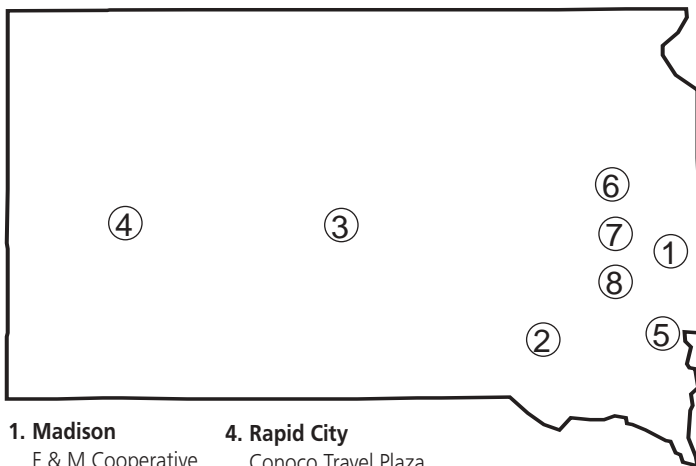 6
4
3
7
1
8
2
5
1. Madison
F & M Cooperative
4. Rapid City
Conoco Travel Plaza